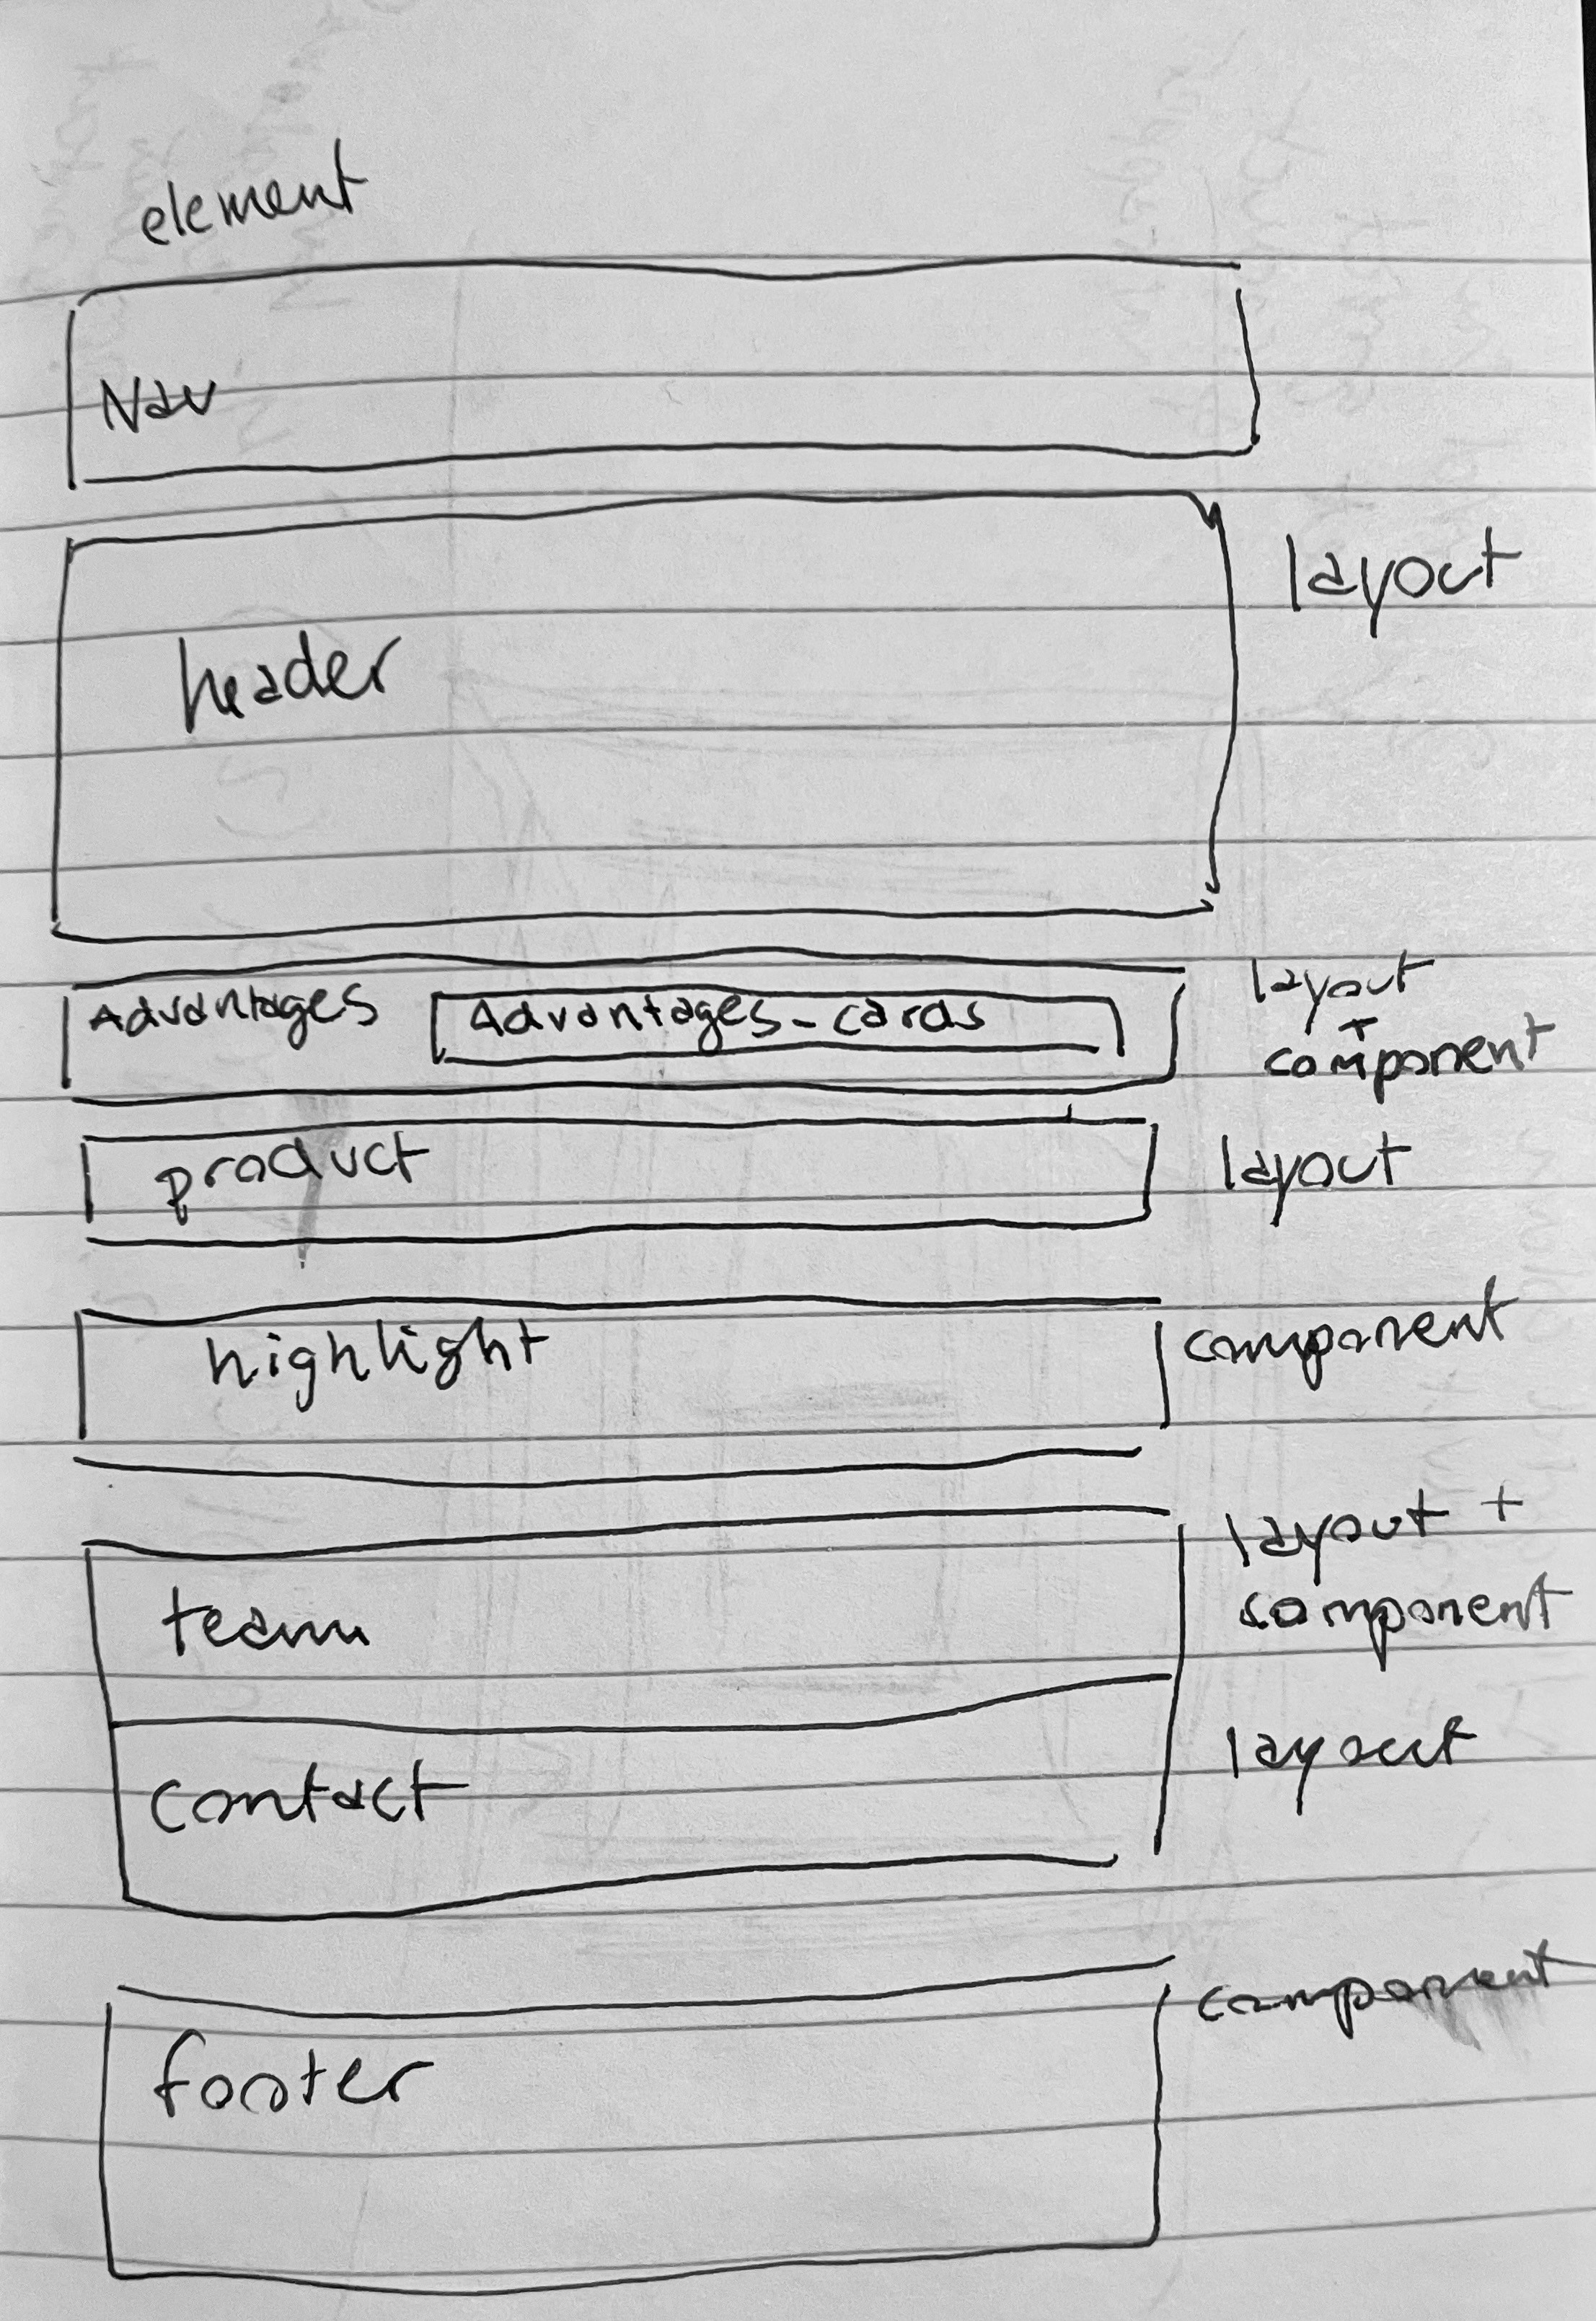 element
Nav
header
layout
Advantages
Advantages-cards
layout
+
component
product
layout
highlight
component
team
layout +
component
contact
layout
footer
component